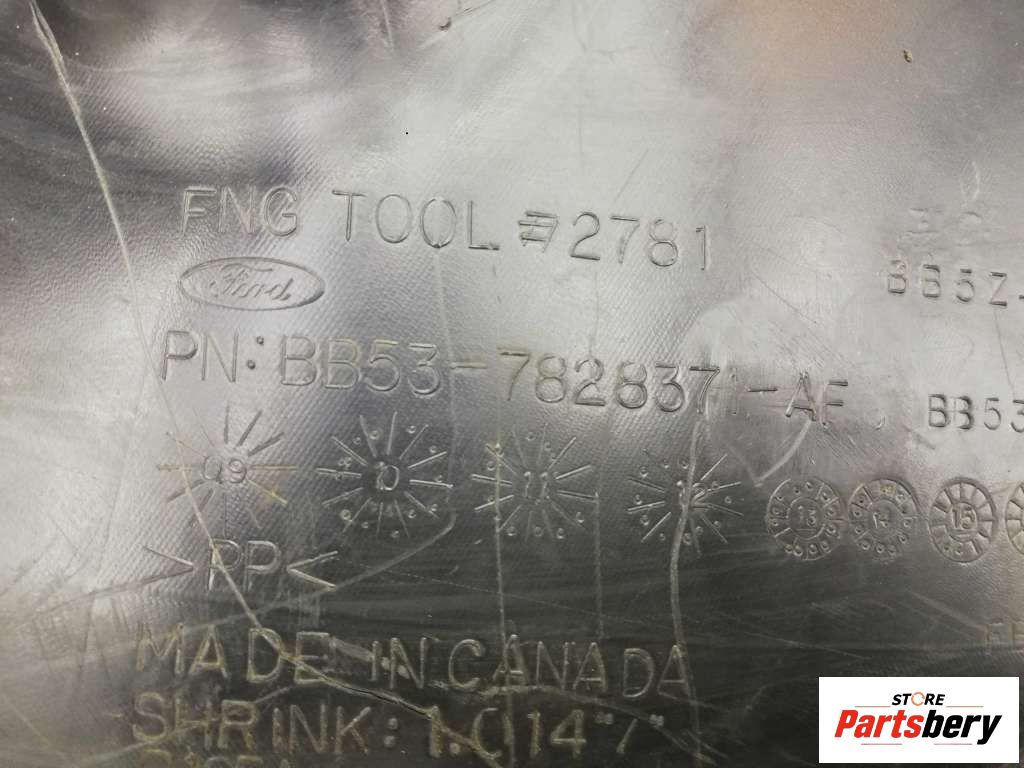 FNG TOOL #2781
Ford
BB5Z-
PN: BB53-7828371-AF
BB53
09 10 11 12 13 14 15
>PP<
MADE IN CANADA
SHRINK: 1.014"/"
STORE
Partsbery